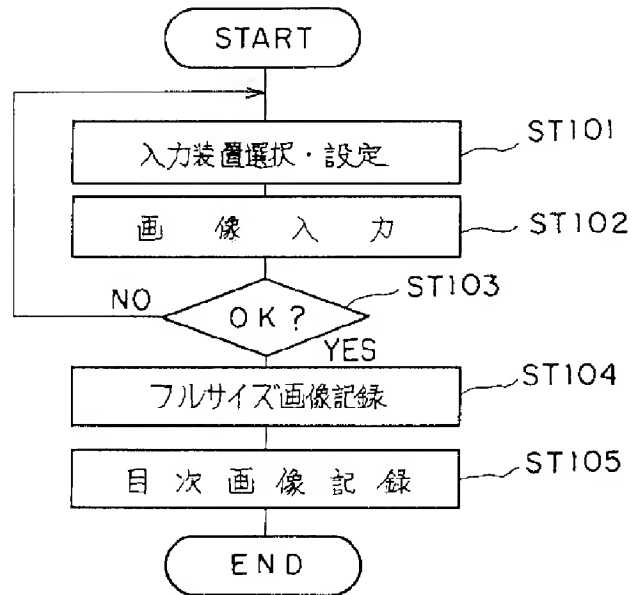 START
入力装置選択・設定
ST101
画像入力
ST102
OK?
ST103
NO
YES
フルサイズ画像記録
ST104
目次画像記録
ST105
END